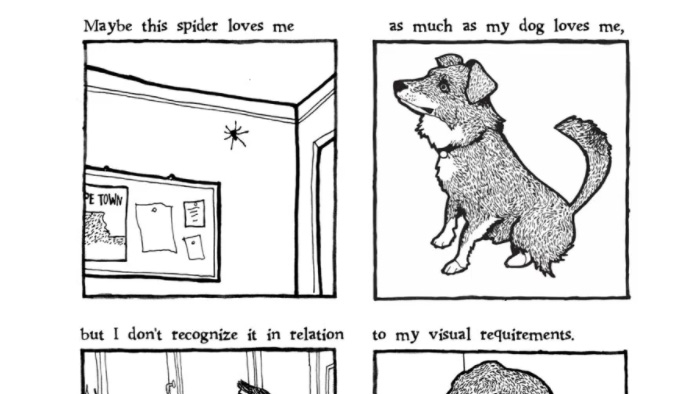 Maybe this spider loves me
as much as my dog loves me,
PE TOWN
but I don't recognize it in relation
to my visual requirements.